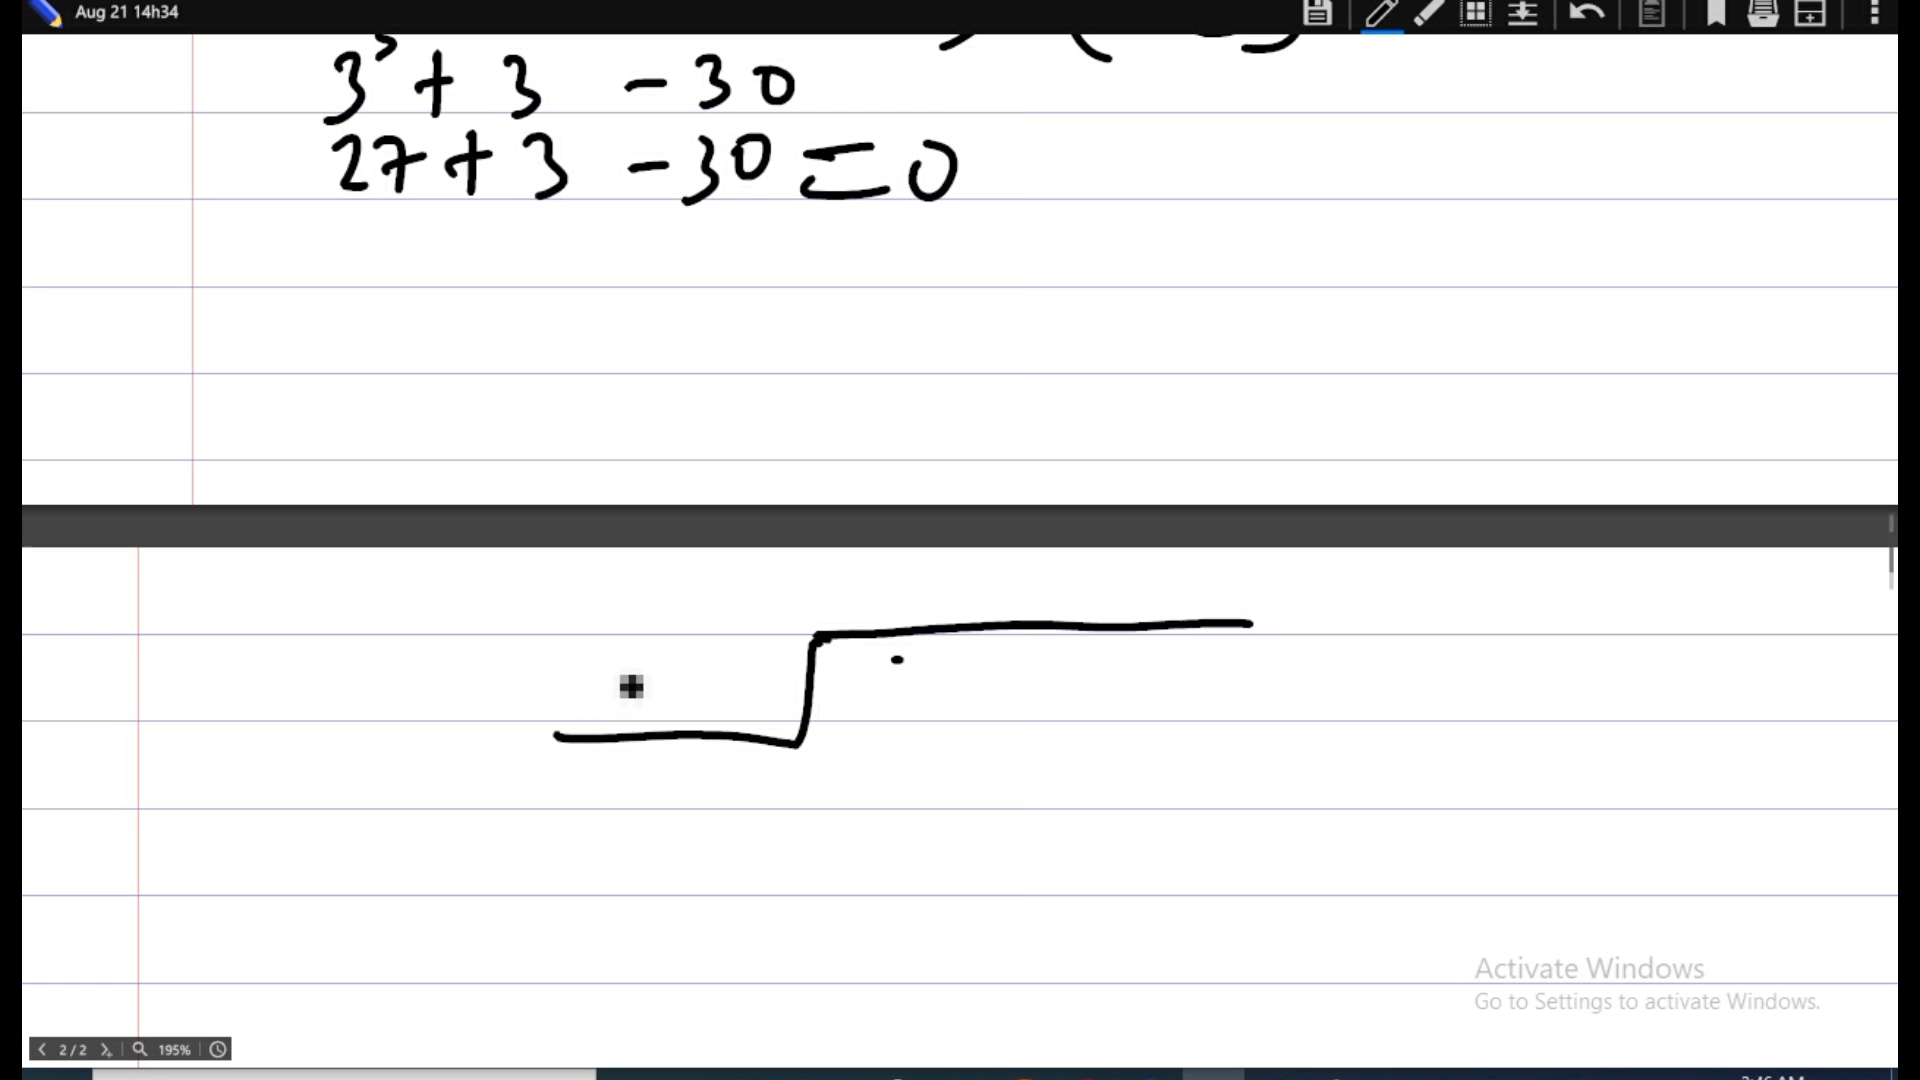 Aug 21 14h34
3³ + 3 - 30
27 + 3 - 30 = 0
Activate Windows
Go to Settings to activate Windows.
2/2 195%